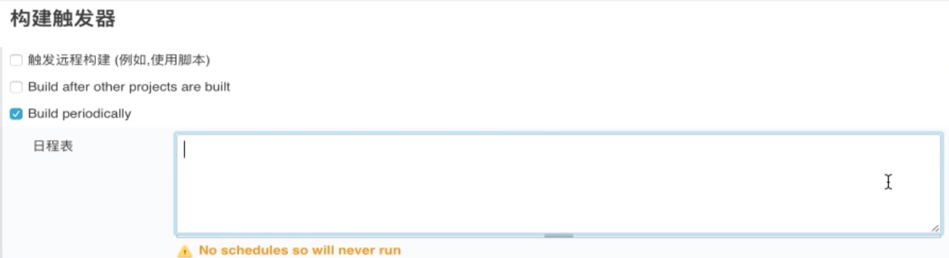 构建触发器
触发远程构建 (例如,使用脚本)
Build after other projects are built
Build periodically
日程表
No schedules so will never run